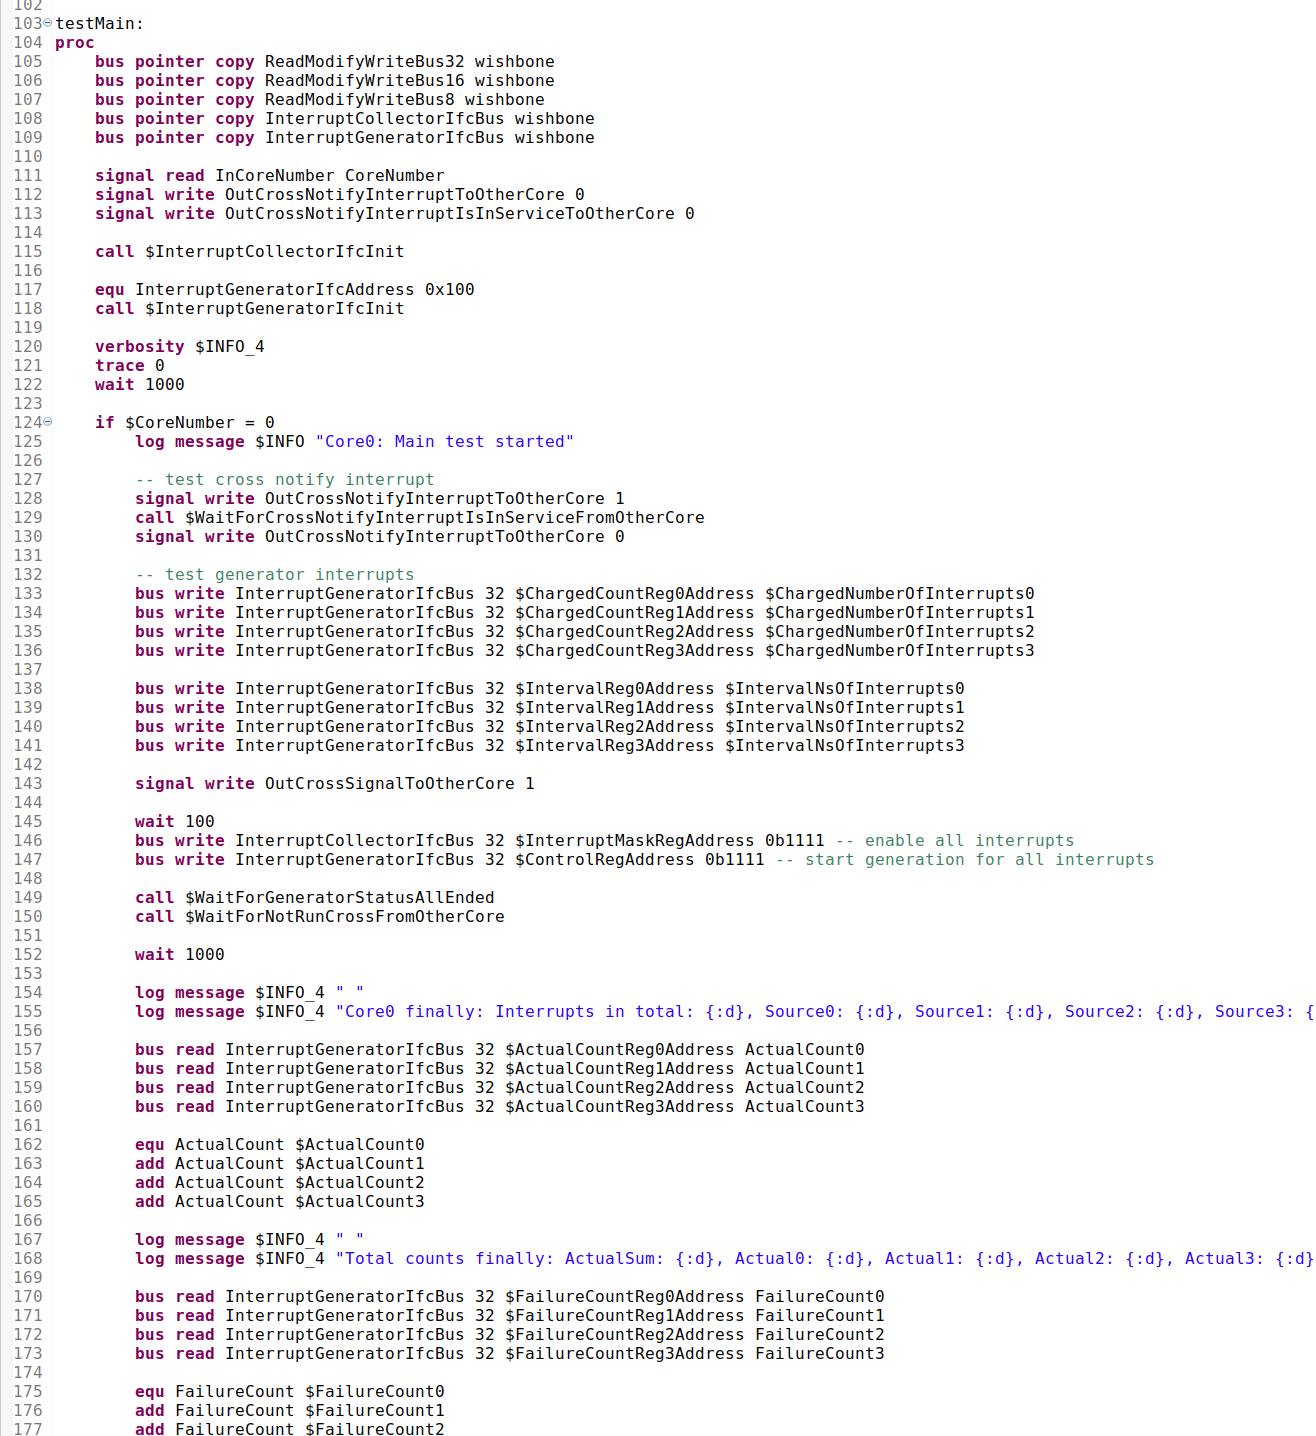 102
103 testMain:
104 proc
105     bus pointer copy ReadModifyWriteBus32 wishbone
106     bus pointer copy ReadModifyWriteBus16 wishbone
107     bus pointer copy ReadModifyWriteBus8 wishbone
108     bus pointer copy InterruptCollectorIfcBus wishbone
109     bus pointer copy InterruptGeneratorIfcBus wishbone
110
111     signal read InCoreNumber CoreNumber
112     signal write OutCrossNotifyInterruptToOtherCore 0
113     signal write OutCrossNotifyInterruptIsInServiceToOtherCore 0
114
115     call $InterruptCollectorIfcInit
116
117     equ InterruptGeneratorIfcAddress 0x100
118     call $InterruptGeneratorIfcInit
119
120     verbosity $INFO_4
121     trace 0
122     wait 1000
123
124     if $CoreNumber = 0
125         log message $INFO "Core0: Main test started"
126
127         -- test cross notify interrupt
128         signal write OutCrossNotifyInterruptToOtherCore 1
129         call $WaitForCrossNotifyInterruptIsInServiceFromOtherCore
130         signal write OutCrossNotifyInterruptToOtherCore 0
131
132         -- test generator interrupts
133         bus write InterruptGeneratorIfcBus 32 $ChargedCountReg0Address $ChargedNumberOfInterrupts0
134         bus write InterruptGeneratorIfcBus 32 $ChargedCountReg1Address $ChargedNumberOfInterrupts1
135         bus write InterruptGeneratorIfcBus 32 $ChargedCountReg2Address $ChargedNumberOfInterrupts2
136         bus write InterruptGeneratorIfcBus 32 $ChargedCountReg3Address $ChargedNumberOfInterrupts3
137
138         bus write InterruptGeneratorIfcBus 32 $IntervalReg0Address $IntervalNsOfInterrupts0
139         bus write InterruptGeneratorIfcBus 32 $IntervalReg1Address $IntervalNsOfInterrupts1
140         bus write InterruptGeneratorIfcBus 32 $IntervalReg2Address $IntervalNsOfInterrupts2
141         bus write InterruptGeneratorIfcBus 32 $IntervalReg3Address $IntervalNsOfInterrupts3
142
143         signal write OutCrossSignalToOtherCore 1
144
145         wait 100
146         bus write InterruptCollectorIfcBus 32 $InterruptMaskRegAddress 0b1111 -- enable all interrupts
147         bus write InterruptGeneratorIfcBus 32 $ControlRegAddress 0b1111 -- start generation for all interrupts
148
149         call $WaitForGeneratorStatusAllEnded
150         call $WaitForNotRunCrossFromOtherCore
151
152         wait 1000
153
154         log message $INFO_4 " "
155         log message $INFO_4 "Core0 finally: Interrupts in total: {:d}, Source0: {:d}, Source1: {:d}, Source2: {:d}, Source3: {
156
157         bus read InterruptGeneratorIfcBus 32 $ActualCountReg0Address ActualCount0
158         bus read InterruptGeneratorIfcBus 32 $ActualCountReg1Address ActualCount1
159         bus read InterruptGeneratorIfcBus 32 $ActualCountReg2Address ActualCount2
160         bus read InterruptGeneratorIfcBus 32 $ActualCountReg3Address ActualCount3
161
162         equ ActualCount $ActualCount0
163         add ActualCount $ActualCount1
164         add ActualCount $ActualCount2
165         add ActualCount $ActualCount3
166
167         log message $INFO_4 " "
168         log message $INFO_4 "Total counts finally: ActualSum: {:d}, Actual0: {:d}, Actual1: {:d}, Actual2: {:d}, Actual3: {:d}
169
170         bus read InterruptGeneratorIfcBus 32 $FailureCountReg0Address FailureCount0
171         bus read InterruptGeneratorIfcBus 32 $FailureCountReg1Address FailureCount1
172         bus read InterruptGeneratorIfcBus 32 $FailureCountReg2Address FailureCount2
173         bus read InterruptGeneratorIfcBus 32 $FailureCountReg3Address FailureCount3
174
175         equ FailureCount $FailureCount0
176         add FailureCount $FailureCount1
177         add FailureCount $FailureCount2